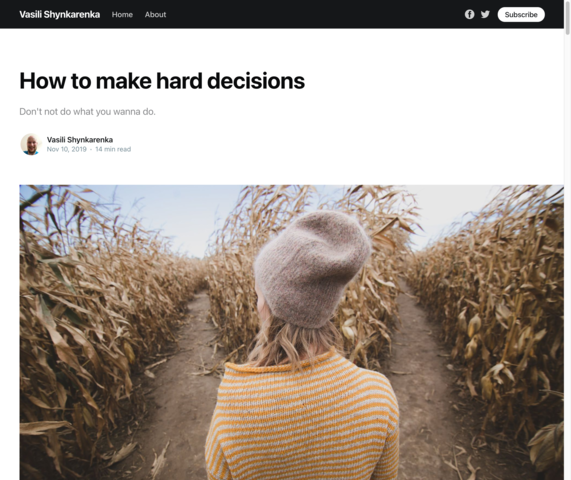 Vasili Shynkarenka Home About Subscribe
How to make hard decisions
Don't not do what you wanna do.
Vasili Shynkarenka
Nov 10, 2019 - 14 min read